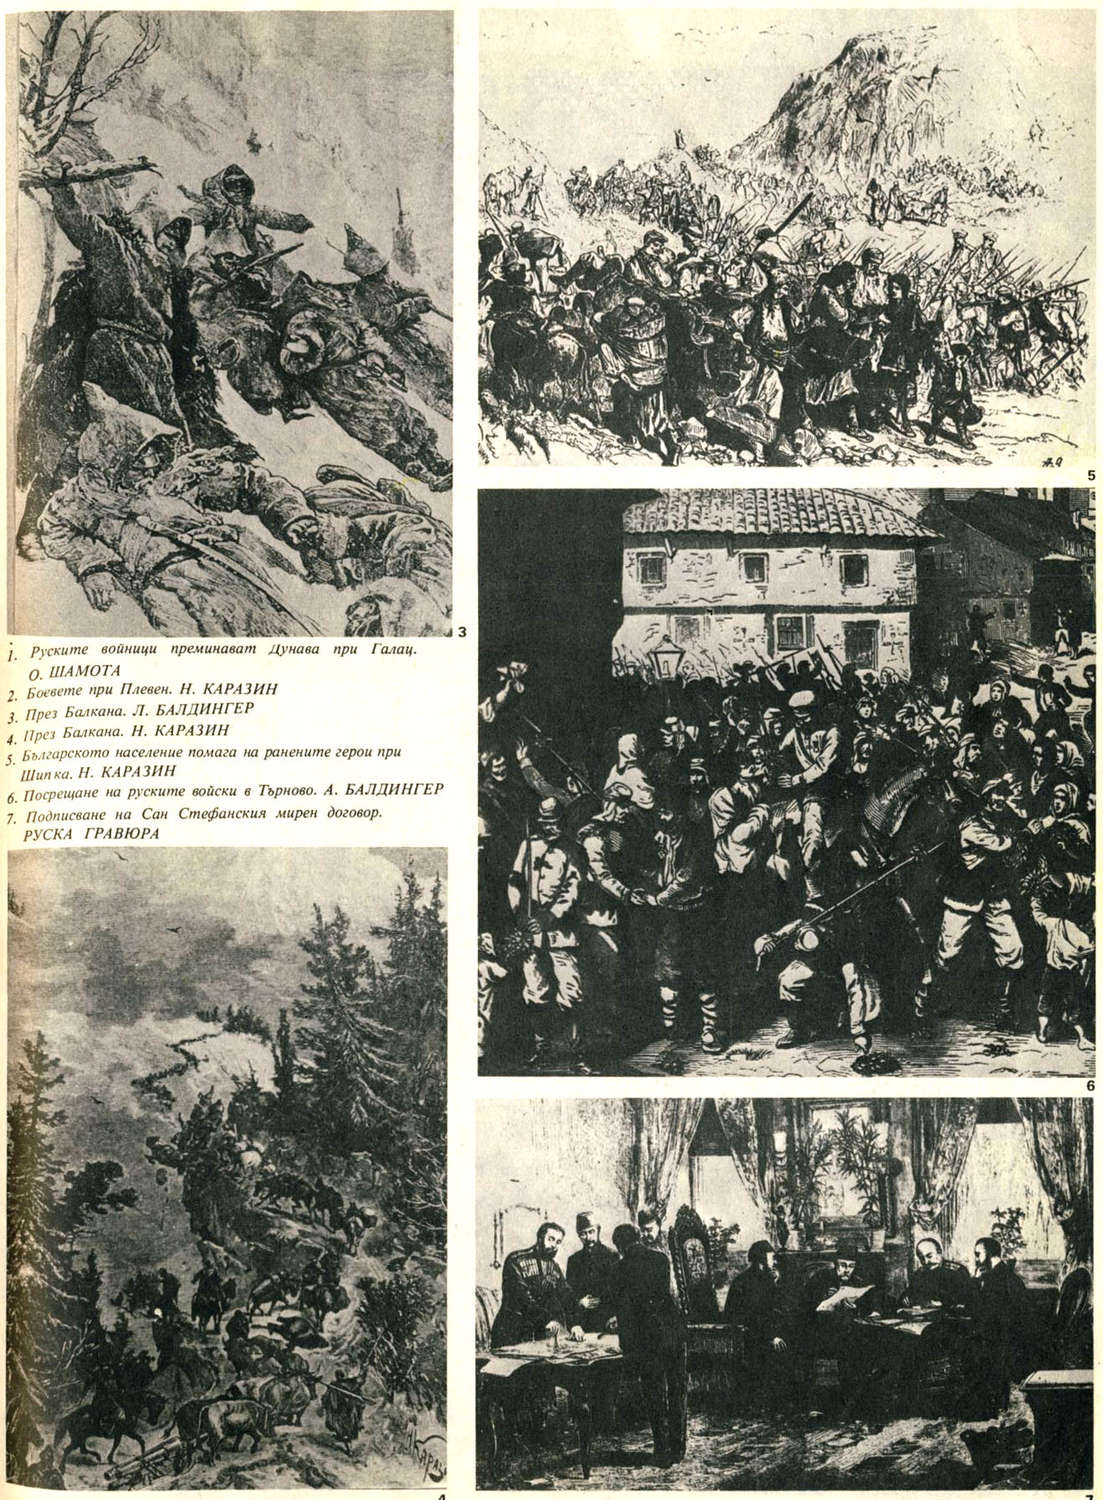 3
1. Руските войници преминават Дунава при Галац.
О. ШАМОТА
2. Боевете при Плевен. Н. КАРАЗИН
3. През Балкана. Л. БАЛДИНГЕР
4. През Балкана. Н. КАРАЗИН
5. Българското население помага на ранените герои при
Шипка. Н. КАРАЗИН
6. Посрещане на руските войски в Търново. А. БАЛДИНГЕР
7. Подписване на Сан Стефанския мирен договор.
РУСКА ГРАВЮРА
4
5
6
7